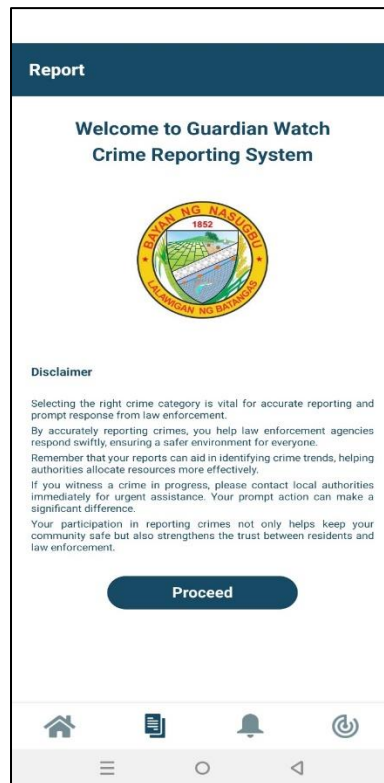 Report
Welcome to Guardian Watch
Crime Reporting System
BAYAN NG NASUGBU
1852
LALAWIGAN NG BATANGAS
Disclaimer
Selecting the right crime category is vital for accurate reporting and
prompt response from law enforcement.
By accurately reporting crimes, you help law enforcement agencies
respond swiftly, ensuring a safer environment for everyone.
Remember that your reports can aid in identifying crime trends, helping
authorities allocate resources more effectively.
If you witness a crime in progress, please contact local authorities
immediately for urgent assistance. Your prompt action can make a
significant difference.
Your participation in reporting crimes not only helps keep your
community safe but also strengthens the trust between residents and
law enforcement.
Proceed